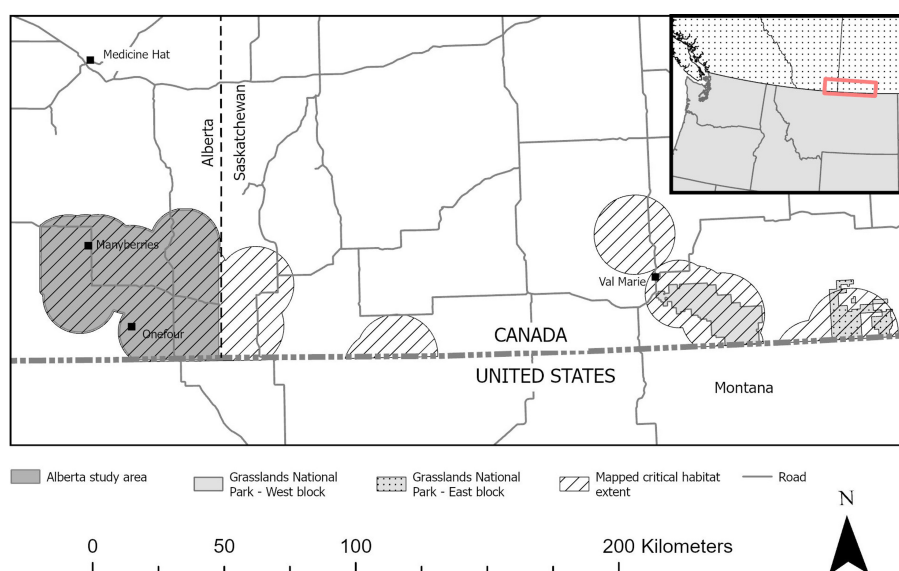 Medicine Hat
Alberta
Saskatchewan
Manyberries
Val Marie
Onefour
CANADA
UNITED STATES
Montana
Alberta study area
Grasslands National
Park - West block
Grasslands National
Park - East block
Mapped critical habitat
extent
Road
N
0 50 100 200 Kilometers